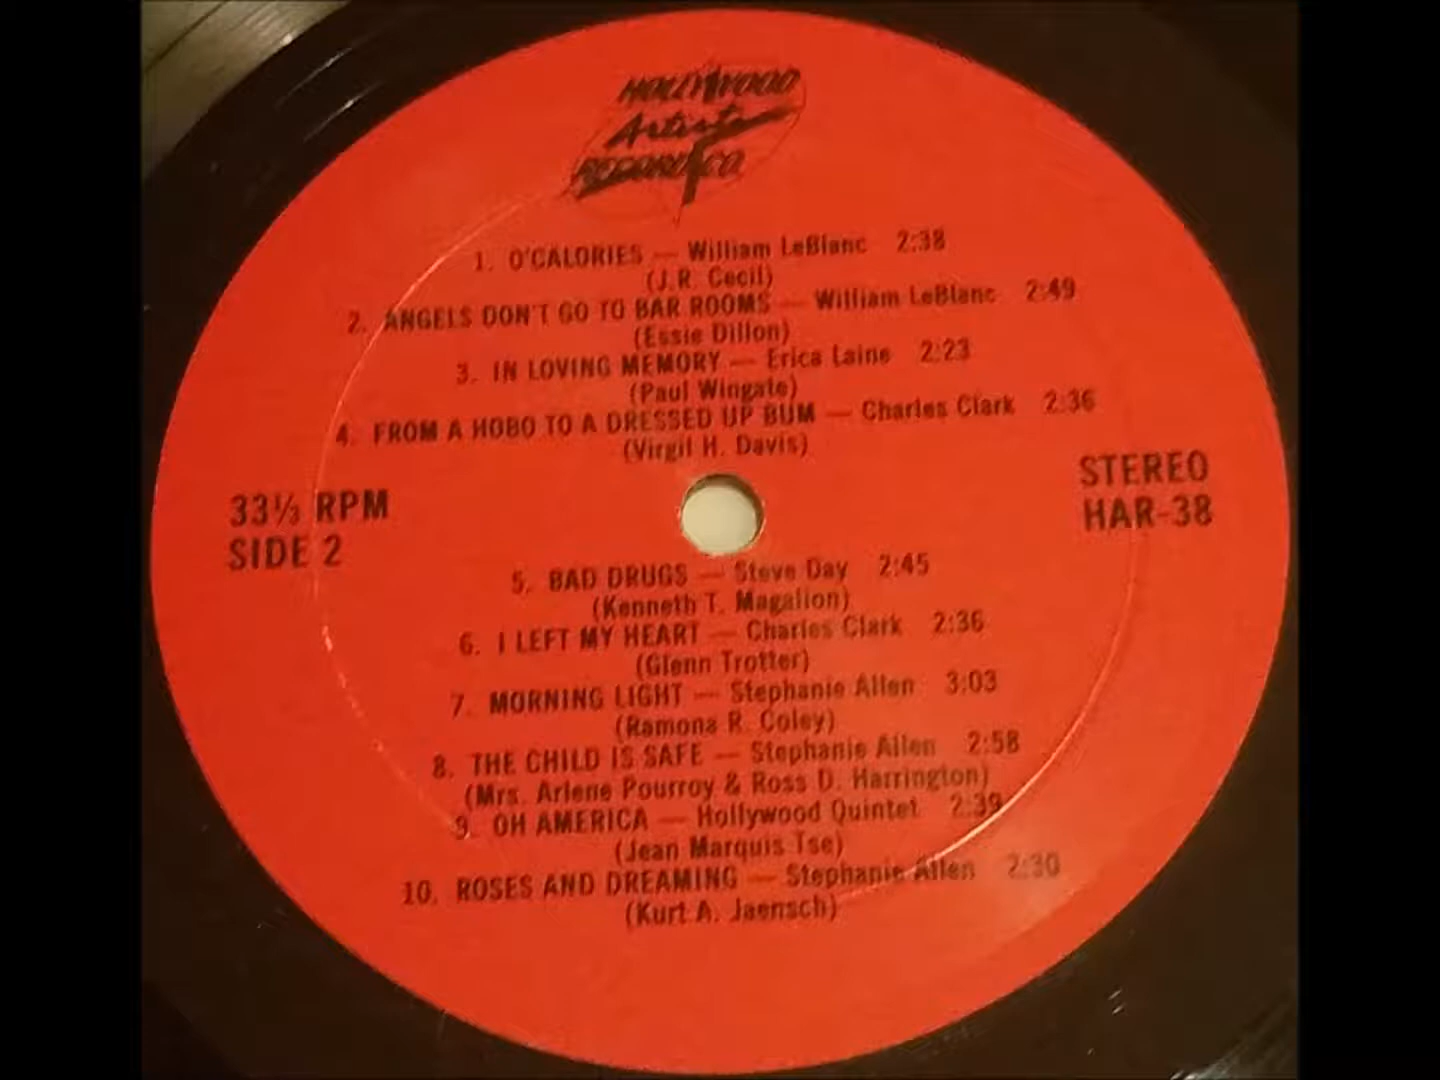 HOLLYWOOD
Artists
RECORD CO.
1. O'CALORIES — William LeBlanc 2:38
(J.R. Cecil)
2. ANGELS DON'T GO TO BAR ROOMS — William LeBlanc 2:49
(Essie Dillon)
3. IN LOVING MEMORY — Erica Laine 2:23
(Paul Wingate)
4. FROM A HOBO TO A DRESSED UP BUM — Charles Clark 2:36
(Virgil H. Davis)
33⅓ RPM
SIDE 2
STEREO
HAR-38
5. BAD DRUGS — Steve Day 2:45
(Kenneth T. Magalion)
6. I LEFT MY HEART — Charles Clark 2:36
(Glenn Trotter)
7. MORNING LIGHT — Stephanie Allen 3:03
(Ramona R. Coley)
8. THE CHILD IS SAFE — Stephanie Allen 2:58
(Mrs. Arlene Pourroy & Ross D. Harrington)
9. OH AMERICA — Hollywood Quintet 2:39
(Jean Marquis Tse)
10. ROSES AND DREAMING — Stephanie Allen 2:30
(Kurt A. Jaensch)